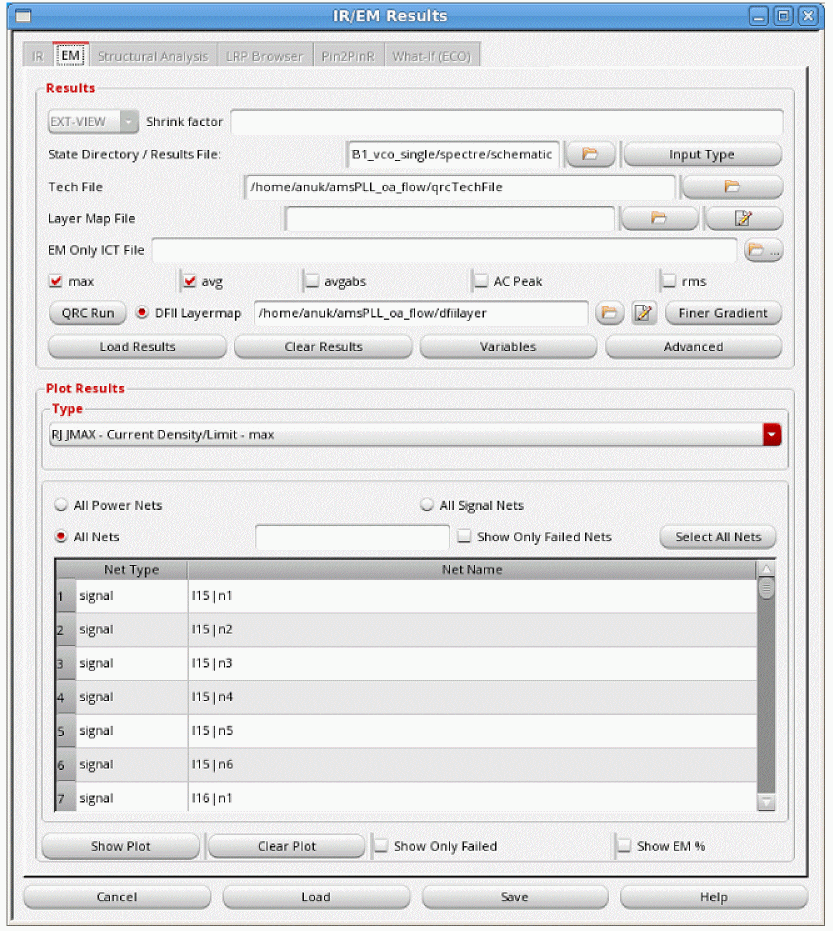 IR/EM Results
IR EM Structural Analysis LRP Browser Pin2PinR What-If (ECO)
Results
EXT-VIEW Shrink factor
State Directory / Results File: B1_vco_single/spectre/schematic Input Type
Tech File /home/anuk/amsPLL_oa_flow/qrcTechFile
Layer Map File
EM Only ICT File ...
max avg avgabs AC Peak rms
QRC Run DFII Layermap /home/anuk/amsPLL_oa_flow/dfiilayer Finer Gradient
Load Results Clear Results Variables Advanced
Plot Results
Type
RJ JMAX - Current Density/Limit - max
All Power Nets All Signal Nets
All Nets Show Only Failed Nets Select All Nets
Net Type Net Name
1 signal I15|n1
2 signal I15|n2
3 signal I15|n3
4 signal I15|n4
5 signal I15|n5
6 signal I15|n6
7 signal I16|n1
Show Plot Clear Plot Show Only Failed Show EM %
Cancel Load Save Help